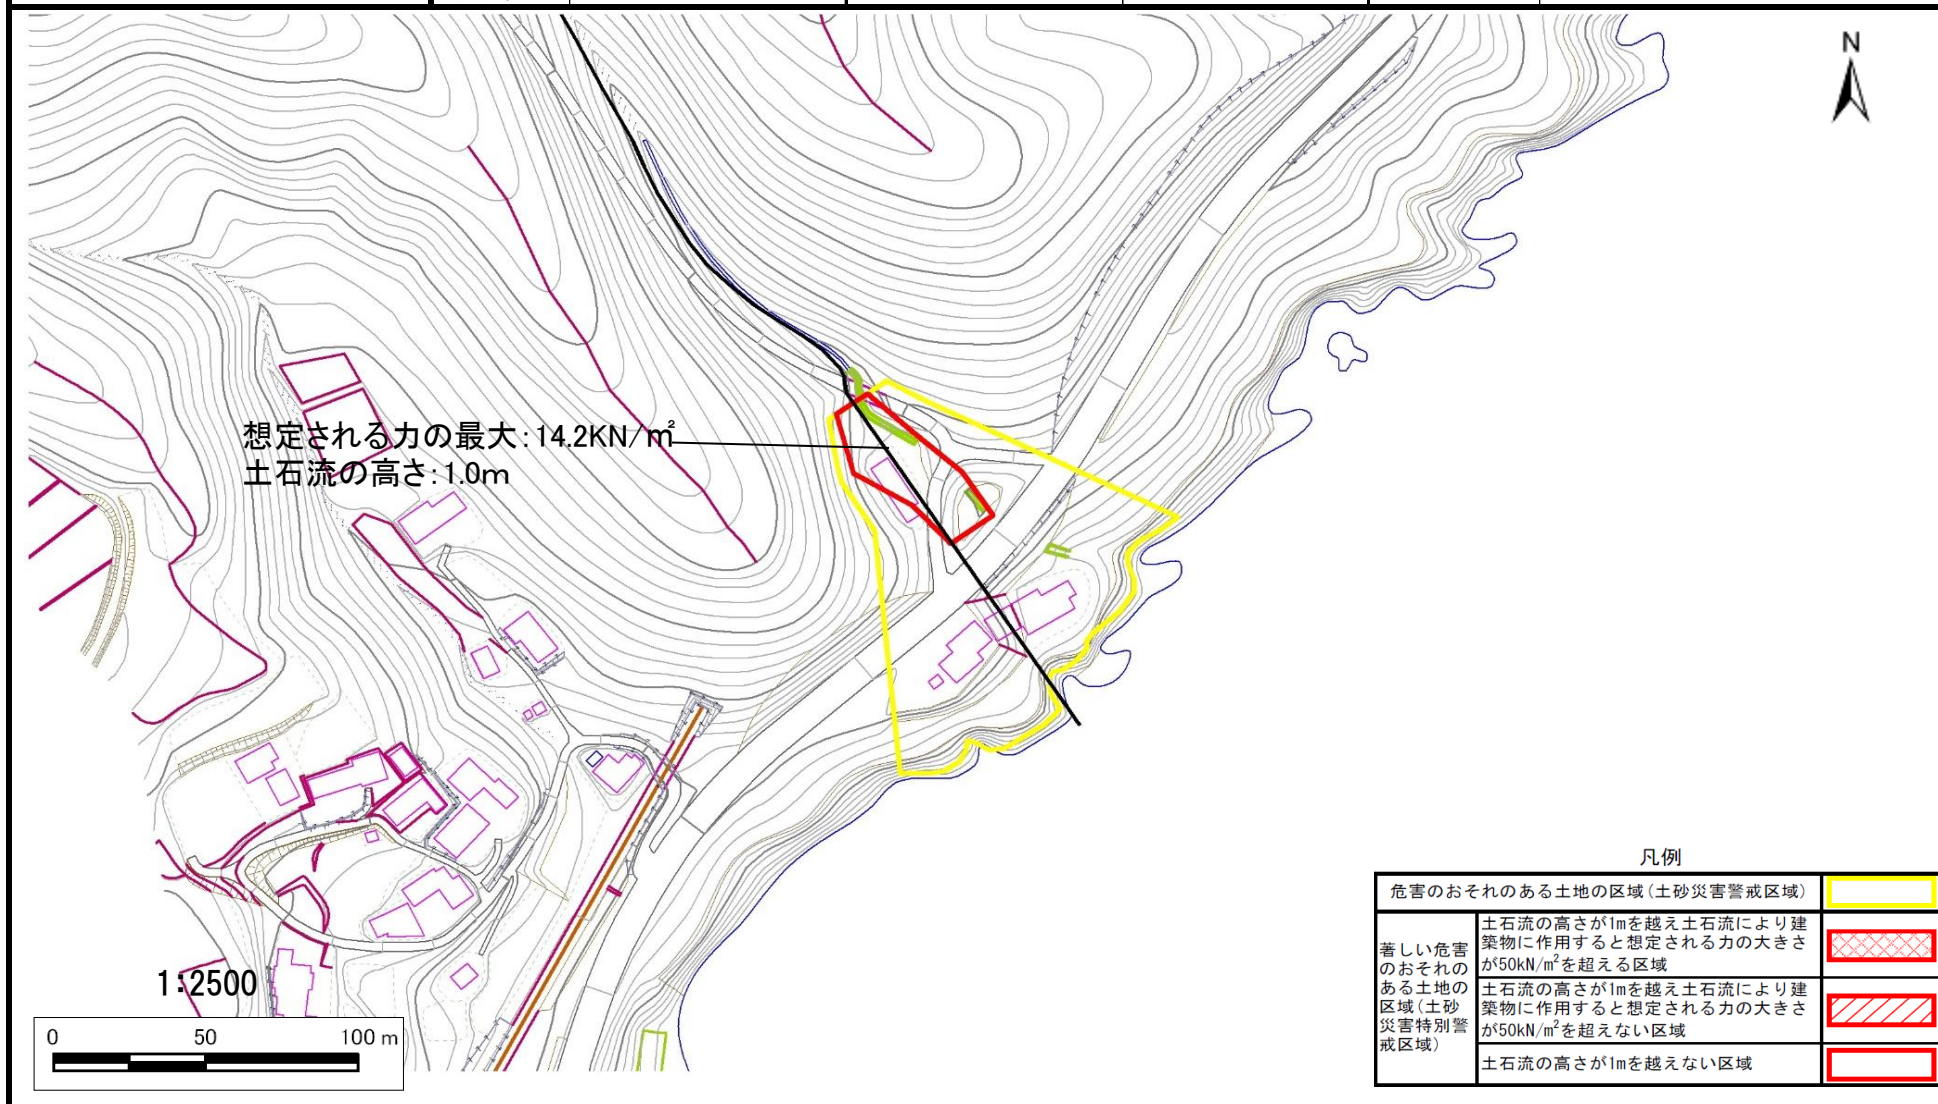 N
想定される力の最大:14.2KN/㎡
土石流の高さ:1.0m
1:2500
0 50 100 m
凡例
危害のおそれのある土地の区域(土砂災害警戒区域)
著しい危害
のおそれの
ある土地の
区域(土砂
災害特別警
戒区域)
土石流の高さが1mを越え土石流により建
築物に作用すると想定される力の大きさ
が50kN/m²を超える区域
土石流の高さが1mを越え土石流により建
築物に作用すると想定される力の大きさ
が50kN/m²を超えない区域
土石流の高さが1mを越えない区域